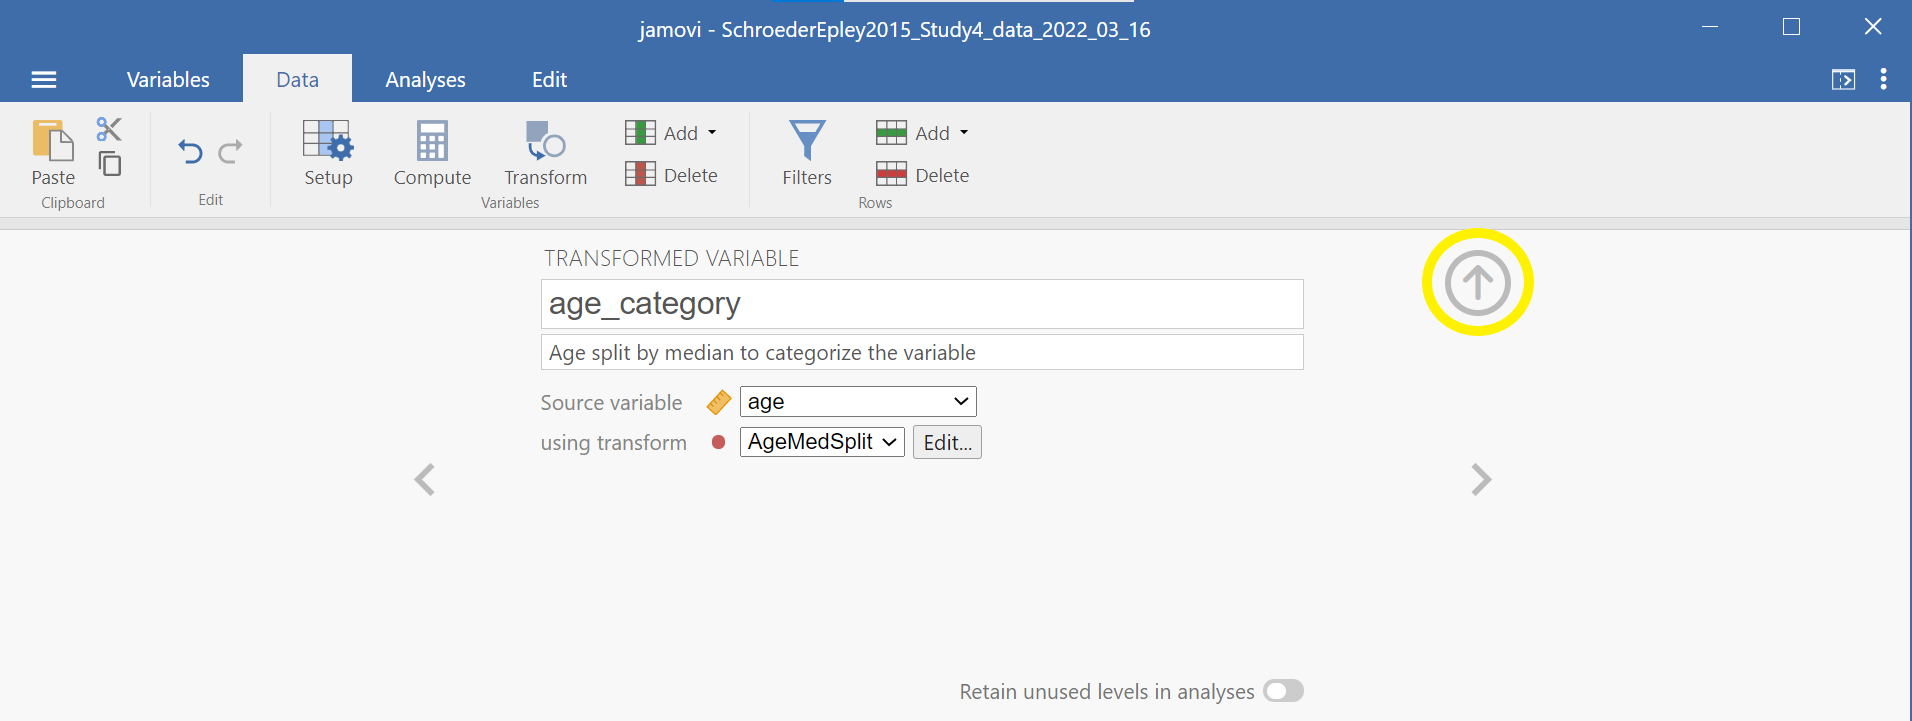 jamovi - SchroederEpley2015_Study4_data_2022_03_16
Variables Data Analyses Edit
Paste
Clipboard
Edit
Setup Compute Transform
Add
Delete
Variables
Filters
Add
Delete
Rows
TRANSFORMED VARIABLE
age_category
Age split by median to categorize the variable
Source variable age
using transform AgeMedSplit Edit...
Retain unused levels in analyses